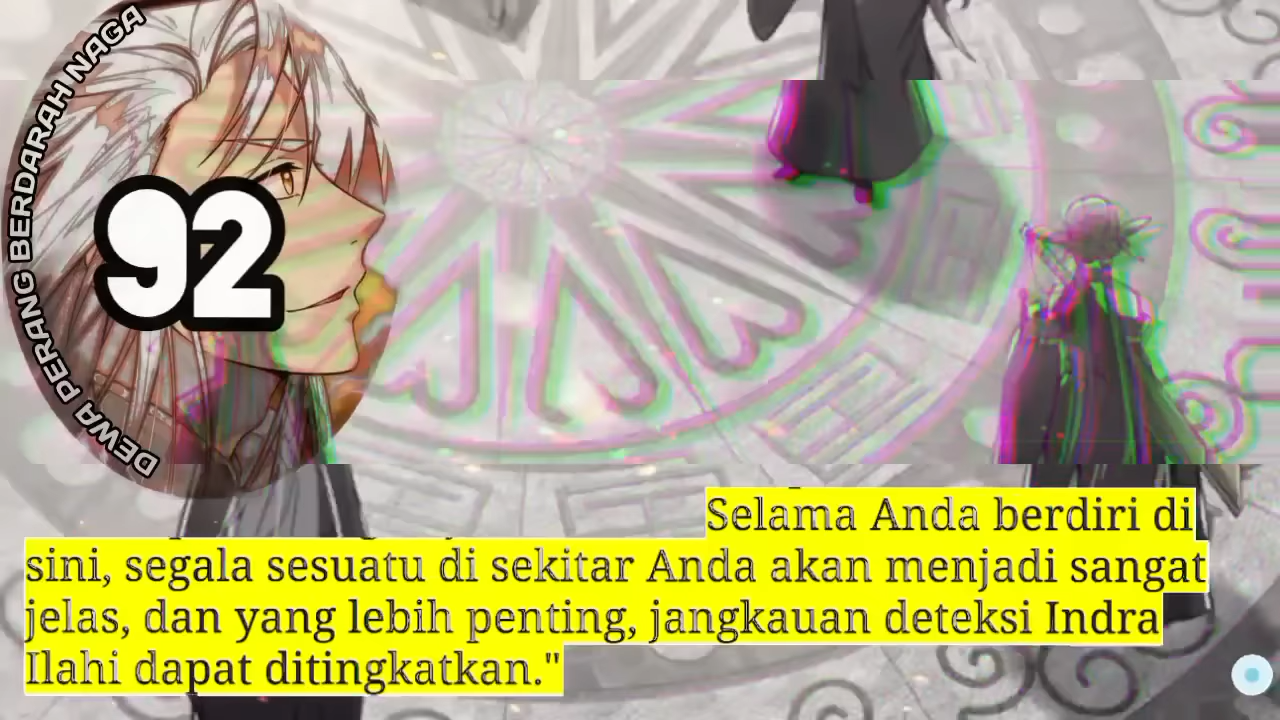 DEWA PERANG BERDARAH NAGA
92
Selama Anda berdiri di
sini, segala sesuatu di sekitar Anda akan menjadi sangat
jelas, dan yang lebih penting, jangkauan deteksi Indra
Ilahi dapat ditingkatkan."